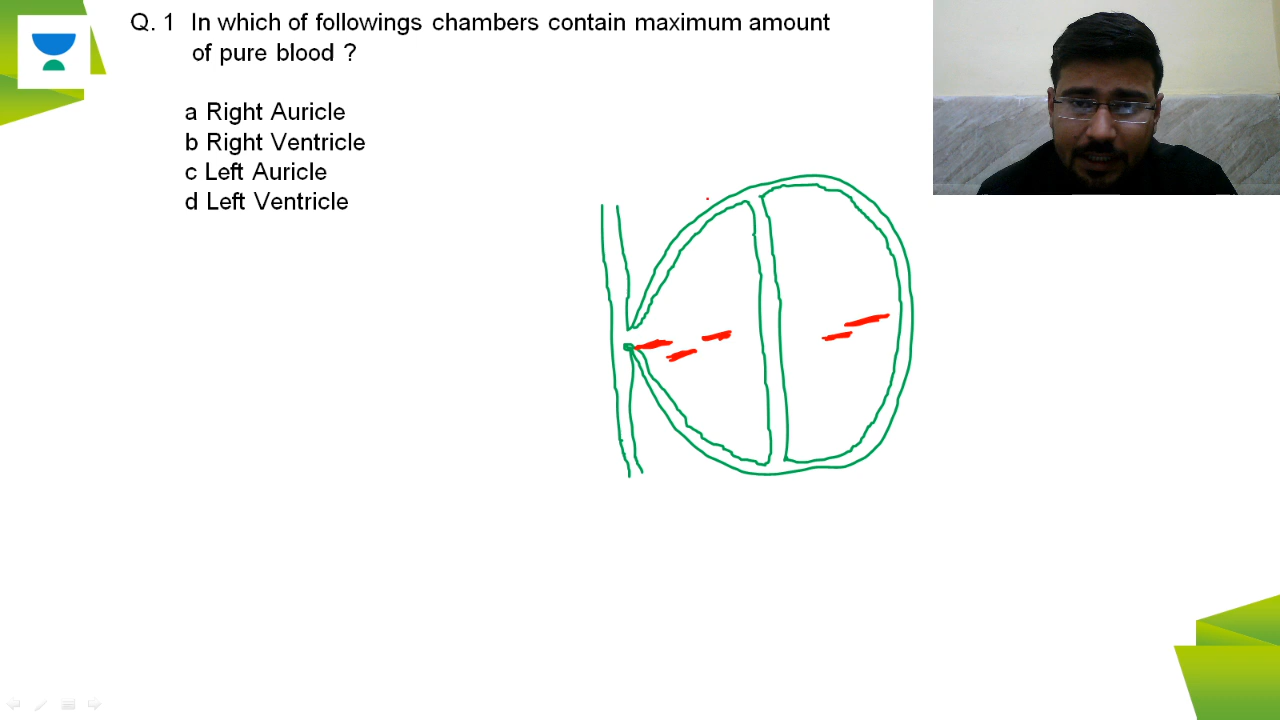 Q. 1 In which of followings chambers contain maximum amount
of pure blood ?
a Right Auricle
b Right Ventricle
c Left Auricle
d Left Ventricle